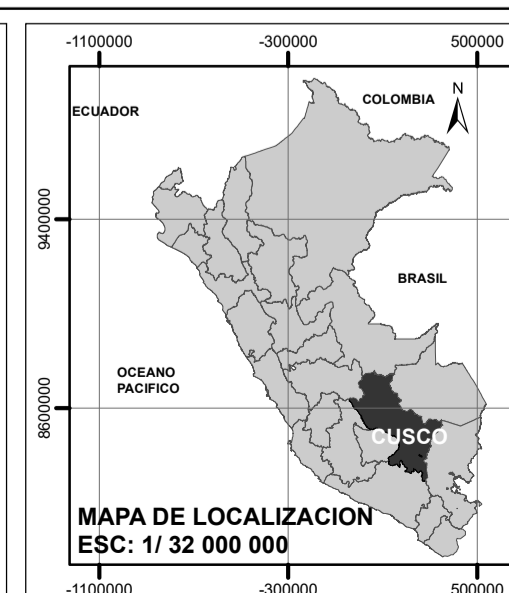 -1100000 -300000 500000
N
COLOMBIA
ECUADOR
9400000
BRASIL
OCEANO
PACIFICO
8600000
CUSCO
MAPA DE LOCALIZACION
ESC: 1/ 32 000 000
-1100000 -300000 500000